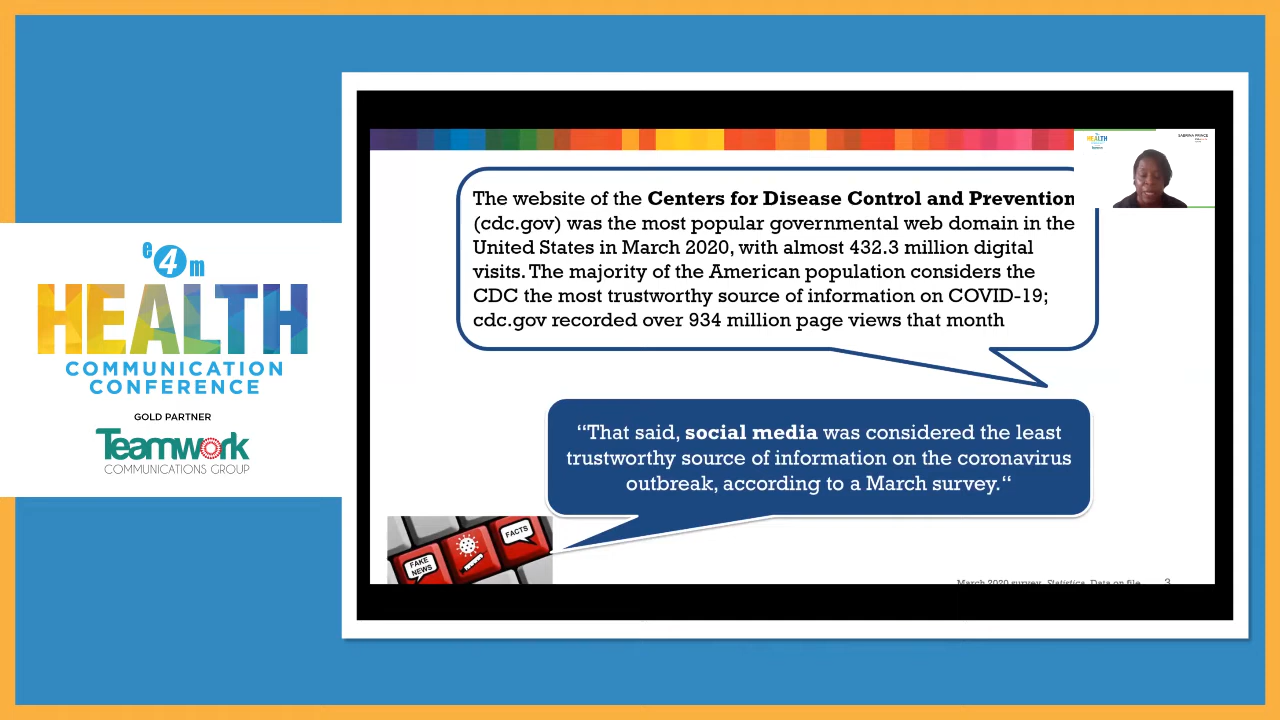 e4m
HEALTH
COMMUNICATION
CONFERENCE
GOLD PARTNER
Teamwork
COMMUNICATIONS GROUP
The website of the Centers for Disease Control and Prevention
(cdc.gov) was the most popular governmental web domain in the
United States in March 2020, with almost 432.3 million digital
visits. The majority of the American population considers the
CDC the most trustworthy source of information on COVID-19;
cdc.gov recorded over 934 million page views that month
HEALTH
SABRINA PRINCE
“That said, social media was considered the least
trustworthy source of information on the coronavirus
outbreak, according to a March survey.“
FAKE
NEWS
FACTS
March 2020 survey, Statistica. Data on file
3